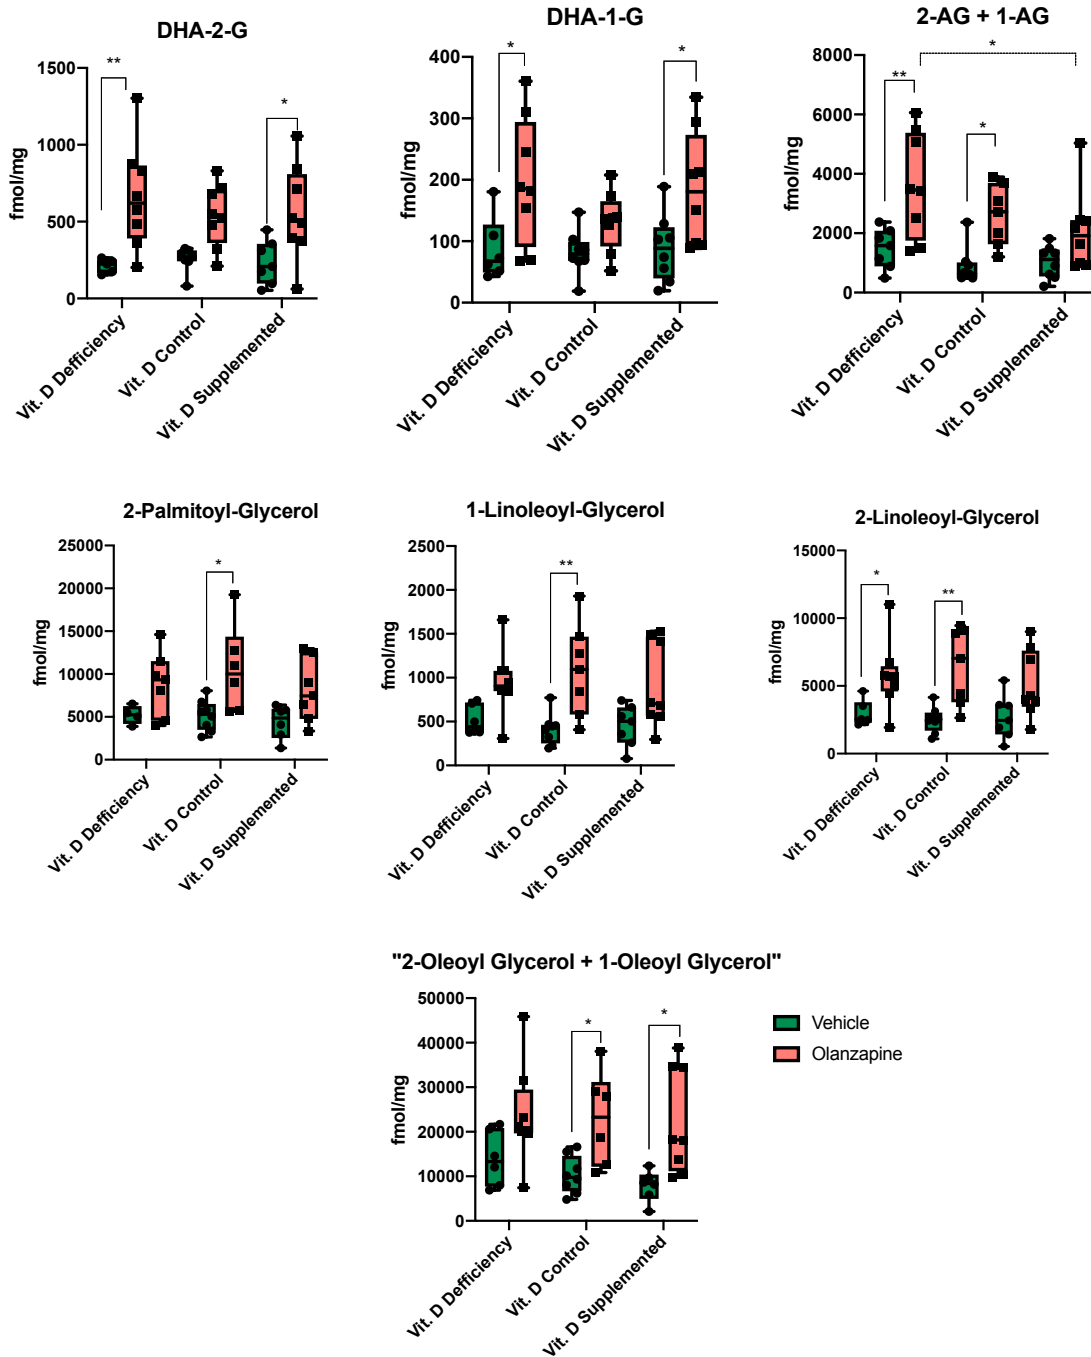 DHA-2-G
**
*
fmol/mg
1500
1000
500
0
Vit. D Defficiency
Vit. D Control
Vit. D Supplemented
DHA-1-G
*
*
fmol/mg
400
300
200
100
0
Vit. D Defficiency
Vit. D Control
Vit. D Supplemented
2-AG + 1-AG
*
**
*
fmol/mg
8000
6000
4000
2000
0
Vit. D Defficiency
Vit. D Control
Vit. D Supplemented
2-Palmitoyl-Glycerol
*
fmol/mg
25000
20000
15000
10000
5000
0
Vit. D Defficiency
Vit. D Control
Vit. D Supplemented
1-Linoleoyl-Glycerol
**
fmol/mg
2500
2000
1500
1000
500
0
Vit. D Defficiency
Vit. D Control
Vit. D Supplemented
2-Linoleoyl-Glycerol
*
**
fmol/mg
15000
10000
5000
0
Vit. D Defficiency
Vit. D Control
Vit. D Supplemented
"2-Oleoyl Glycerol + 1-Oleoyl Glycerol"
*
*
fmol/mg
50000
40000
30000
20000
10000
0
Vit. D Defficiency
Vit. D Control
Vit. D Supplemented
Vehicle
Olanzapine